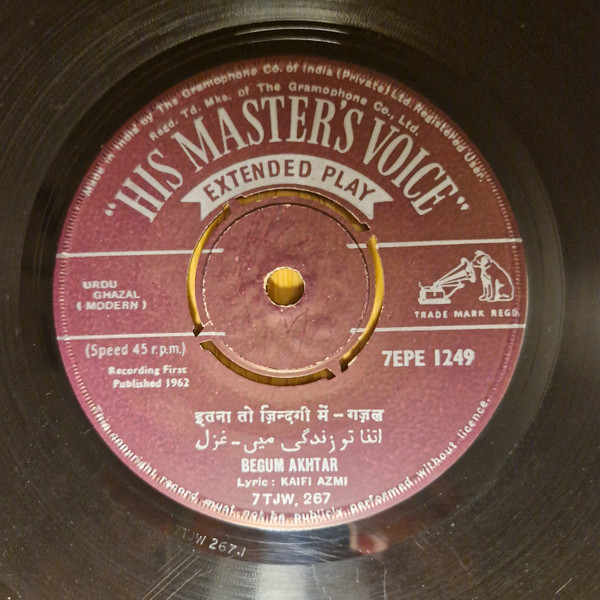 Made in India by The Gramophone Co. of India (Private) Ltd. Registered User.
Regd. Td. Mks. of The Gramophone Co., Ltd.
"HIS MASTER'S VOICE"
EXTENDED PLAY
URDU
GHAZAL
(MODERN)
TRADE MARK REGD.
(Speed 45 r.p.m.)
7EPE 1249
Recording First
Published 1962
इतना तो ज़िन्दगी में - गज़ल
اتنا تو زندگی میں - غزل
BEGUM AKHTAR
Lyric : KAIFI AZMI
7TJW, 267
The copyright record must not be publicly performed without licence.
TJW 267.1